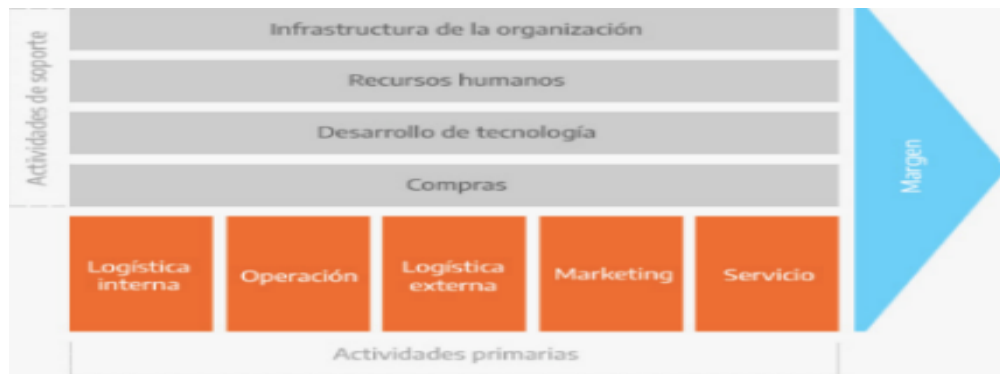 Actividades de soporte
Infrastructura de la organización
Recursos humanos
Desarrollo de tecnología
Compras
Logística
interna
Operación
Logística
externa
Marketing
Servicio
Margen
Actividades primarias